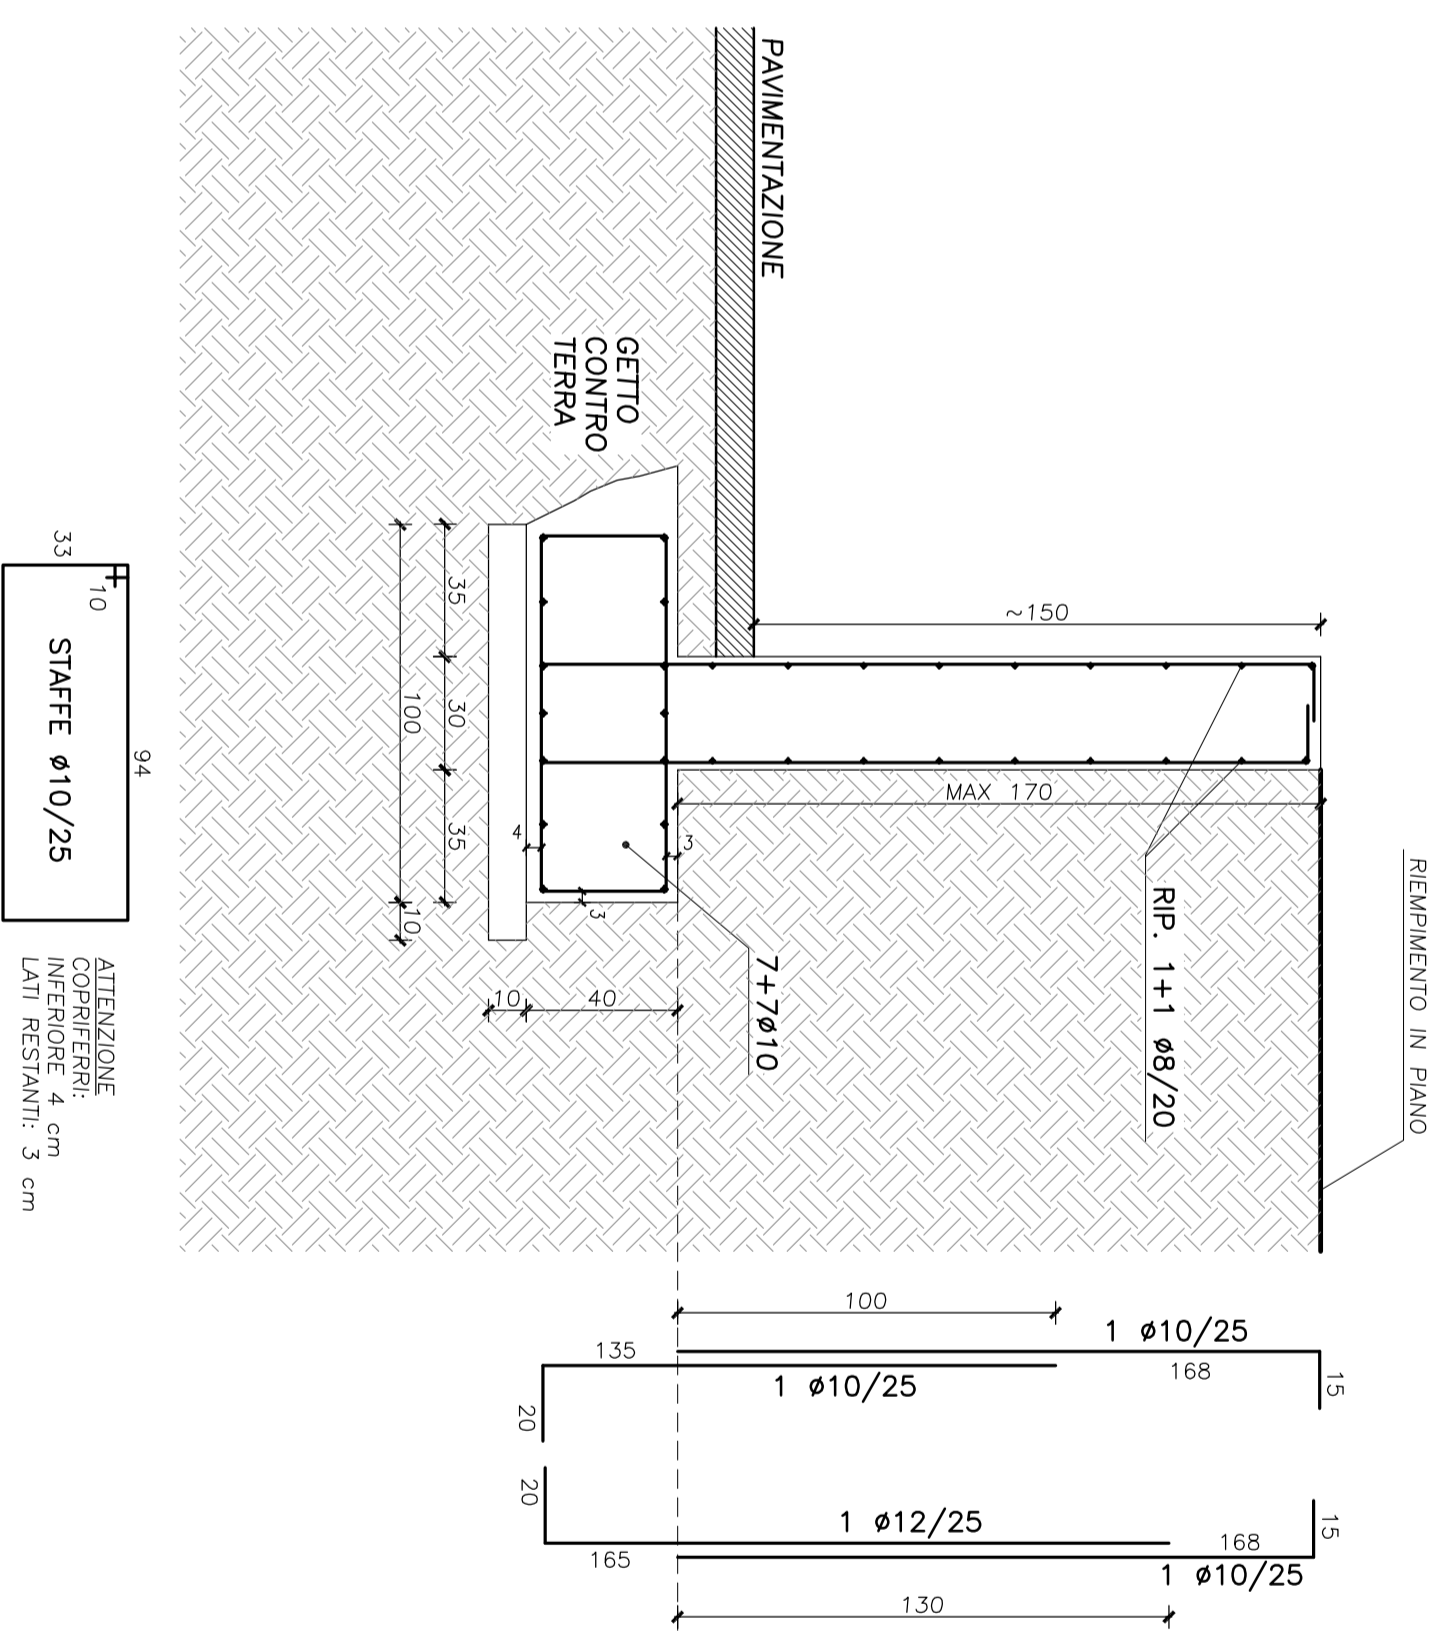 RIEMPIMENTO IN PIANO
PAVIMENTAZIONE
~150
MAX 170
RIP. 1+1 ø8/20
GETTO
CONTRO
TERRA
7+7ø10
3
4
3
35
30
35
100
10
10
40
33
10
94
STAFFE ø10/25
ATTENZIONE
COPRIFERRI:
INFERIORE 4 cm
LATI RESTANTI: 3 cm
100
1 ø10/25
135
168
15
1 ø10/25
20
20
1 ø12/25
15
168
165
1 ø10/25
130